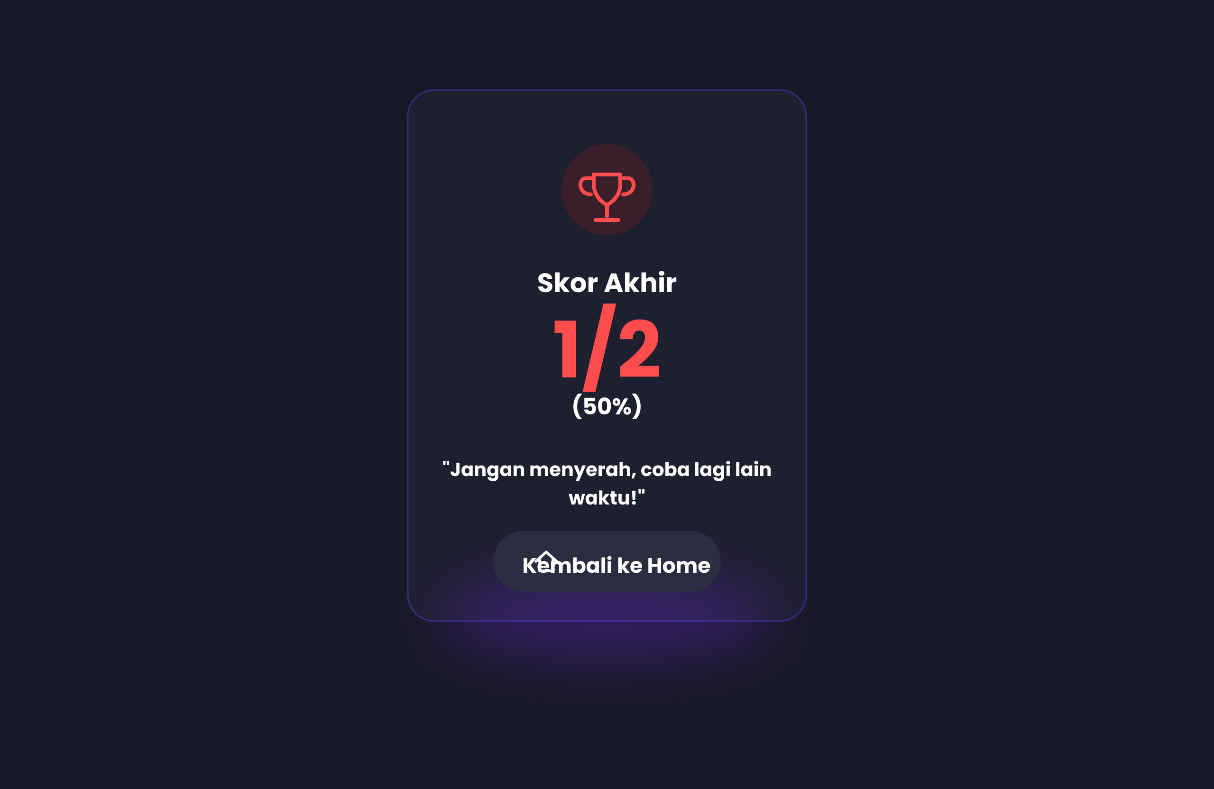 Skor Akhir
1/2
(50%)
"Jangan menyerah, coba lagi lain
waktu!"
Kembali ke Home